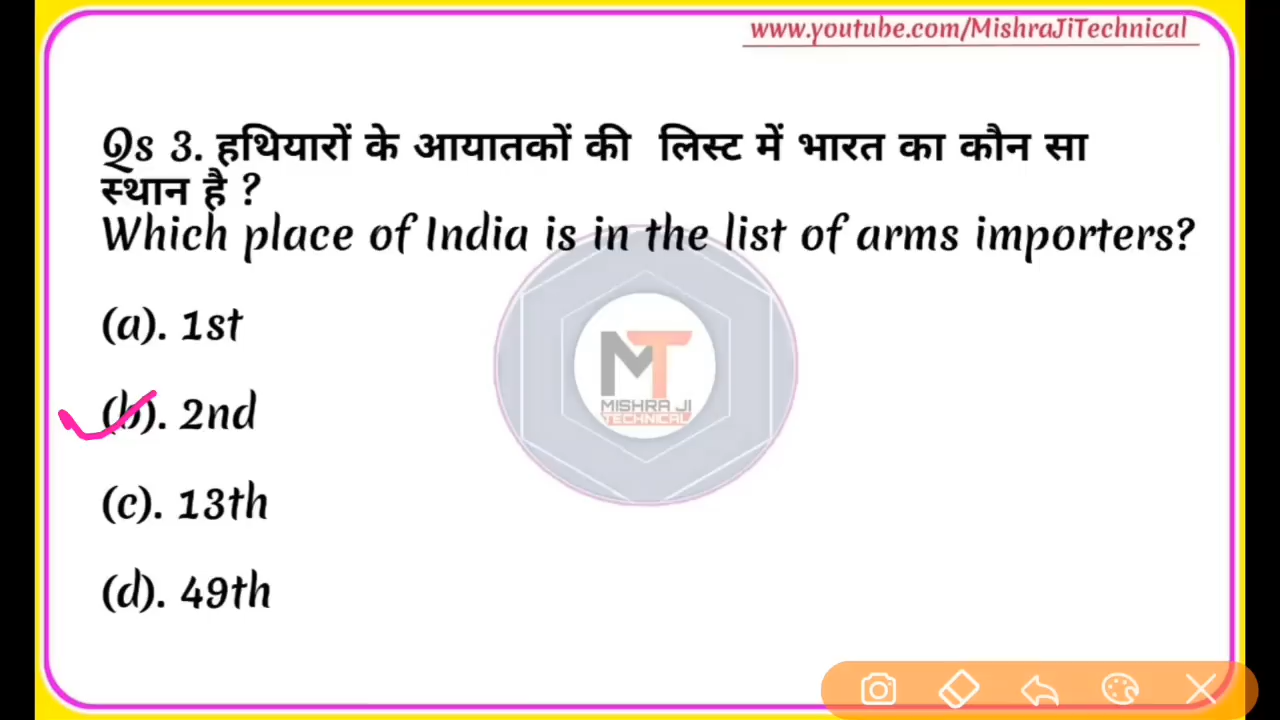 www.youtube.com/MishraJiTechnical
Qs 3. हथियारों के आयातकों की लिस्ट में भारत का कौन सा
स्थान है ?
Which place of India is in the list of arms importers?
(a). 1st
(b). 2nd
(c). 13th
(d). 49th
MT
MISHRA JI
TECHNICAL